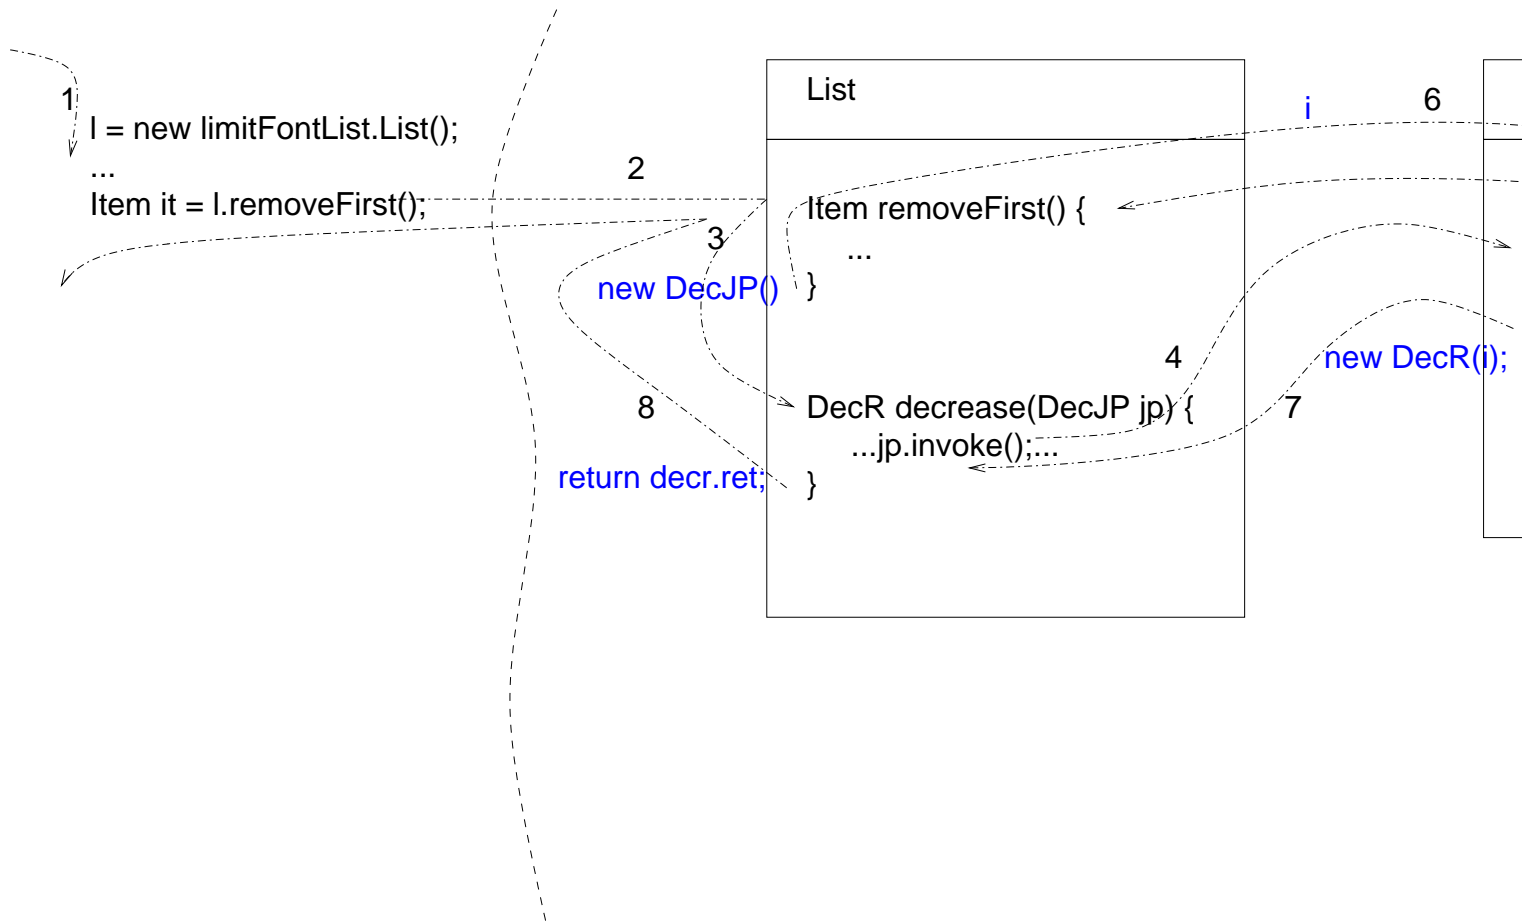 1
l = new limitFontList.List();
...
Item it = l.removeFirst();
2
3
new DecJP()
8
return decr.ret;
List
Item removeFirst() {
...
}
DecR decrease(DecJP jp) {
...jp.invoke();...
}
i
6
4
new DecR(i);
7